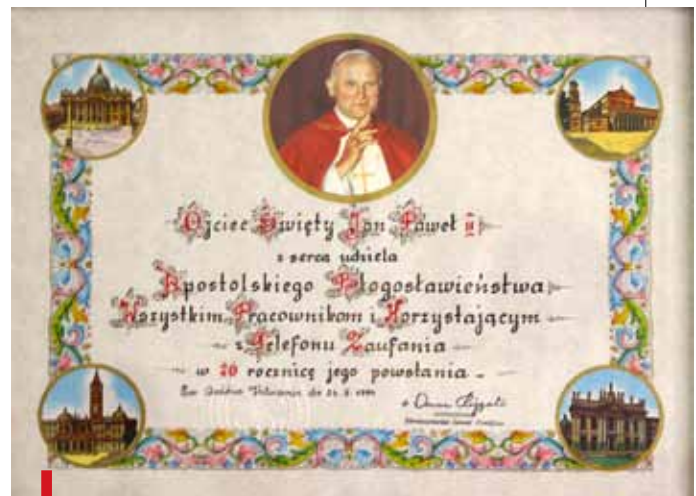 Ojciec Święty Jan Paweł II
z serca udziela
Apostolskiego Błogosławieństwa
Wszystkim Pracownikom i Korzystającym
z Telefonu Zaufania
w 20 rocznicę jego powstania